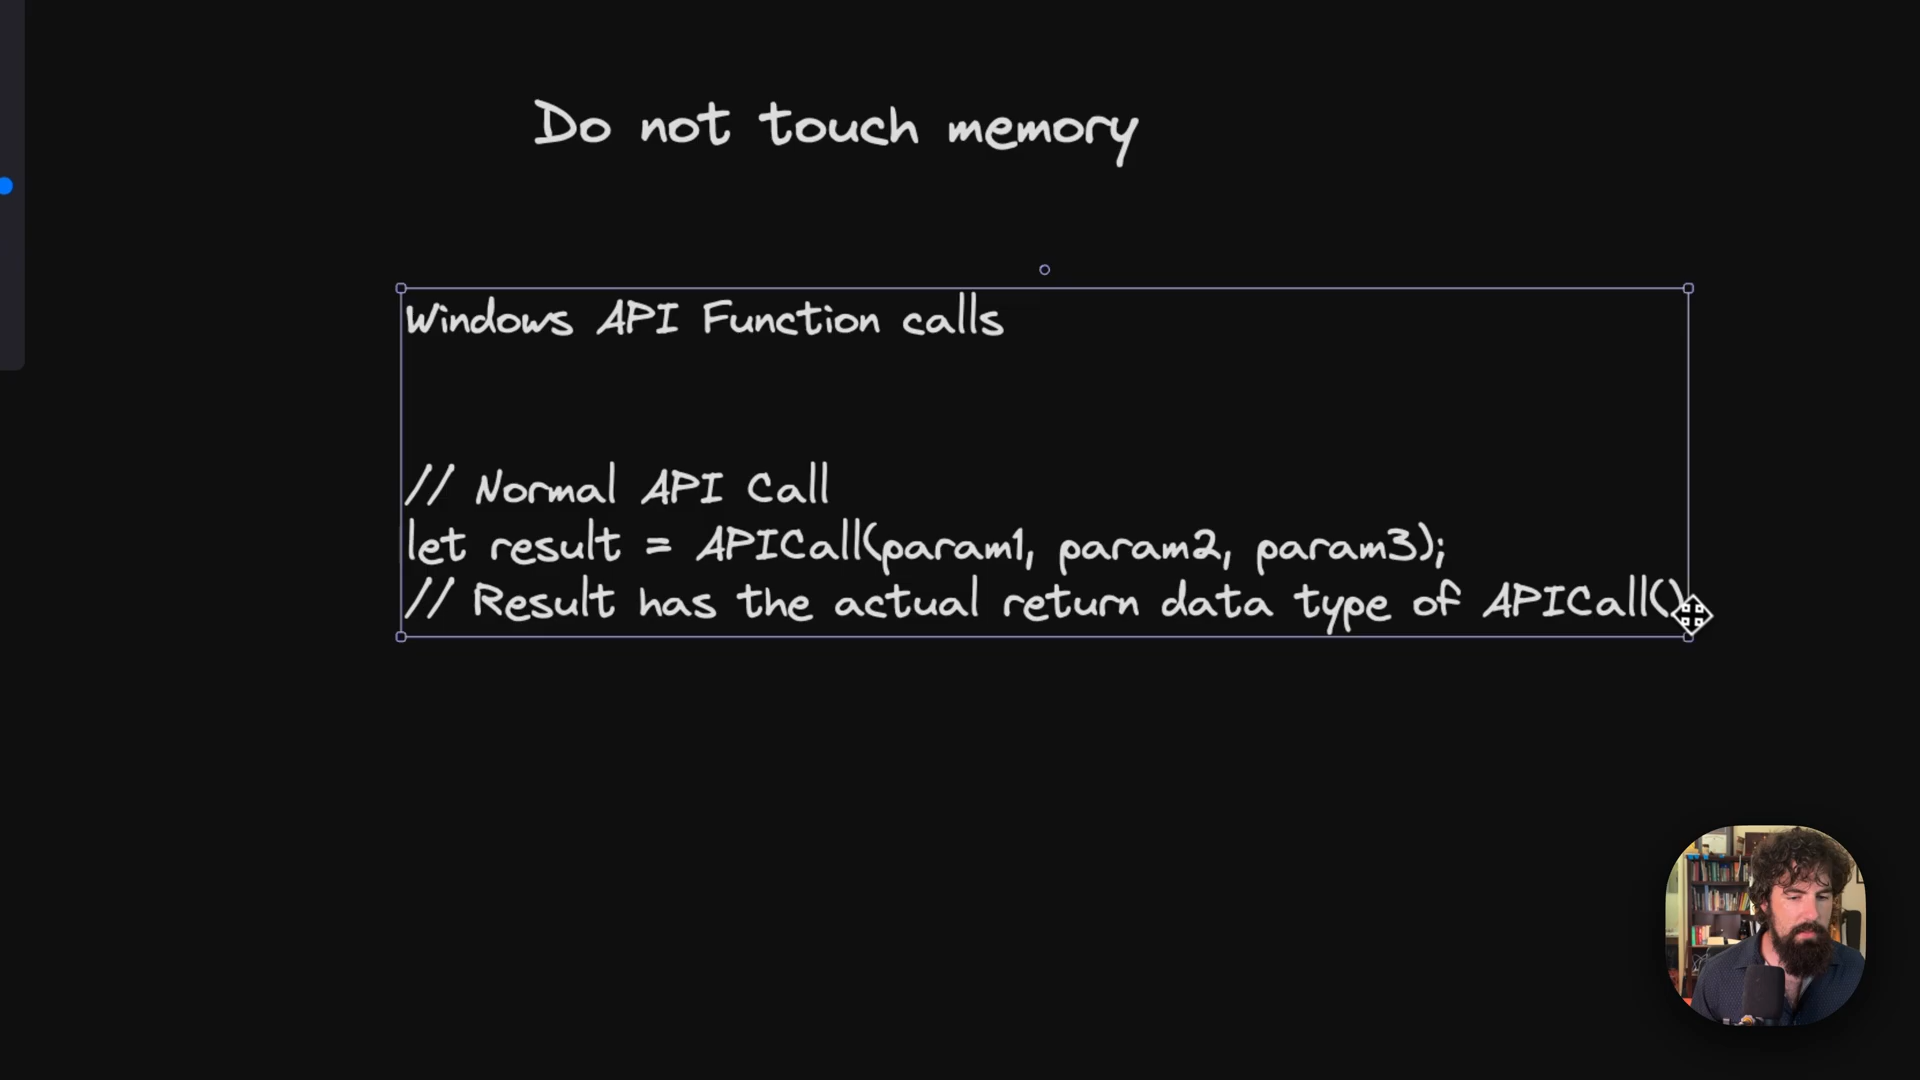 Do not touch memory
Windows API Function calls
// Normal API Call
let result = APICall(param1, param2, param3);
// Result has the actual return data type of APICall()